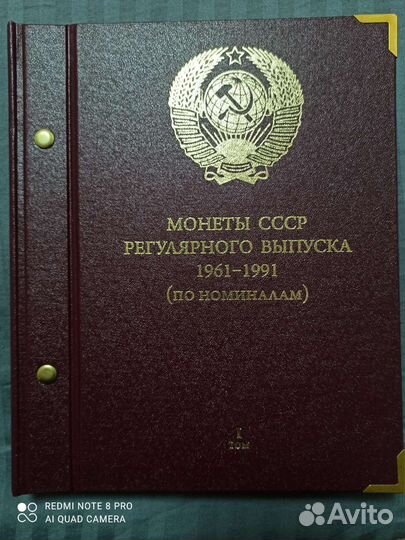 МОНЕТЫ СССР
РЕГУЛЯРНОГО ВЫПУСКА
1961–1991
(ПО НОМИНАЛАМ)
I
ТОМ
REDMI NOTE 8 PRO
AI QUAD CAMERA
Avito